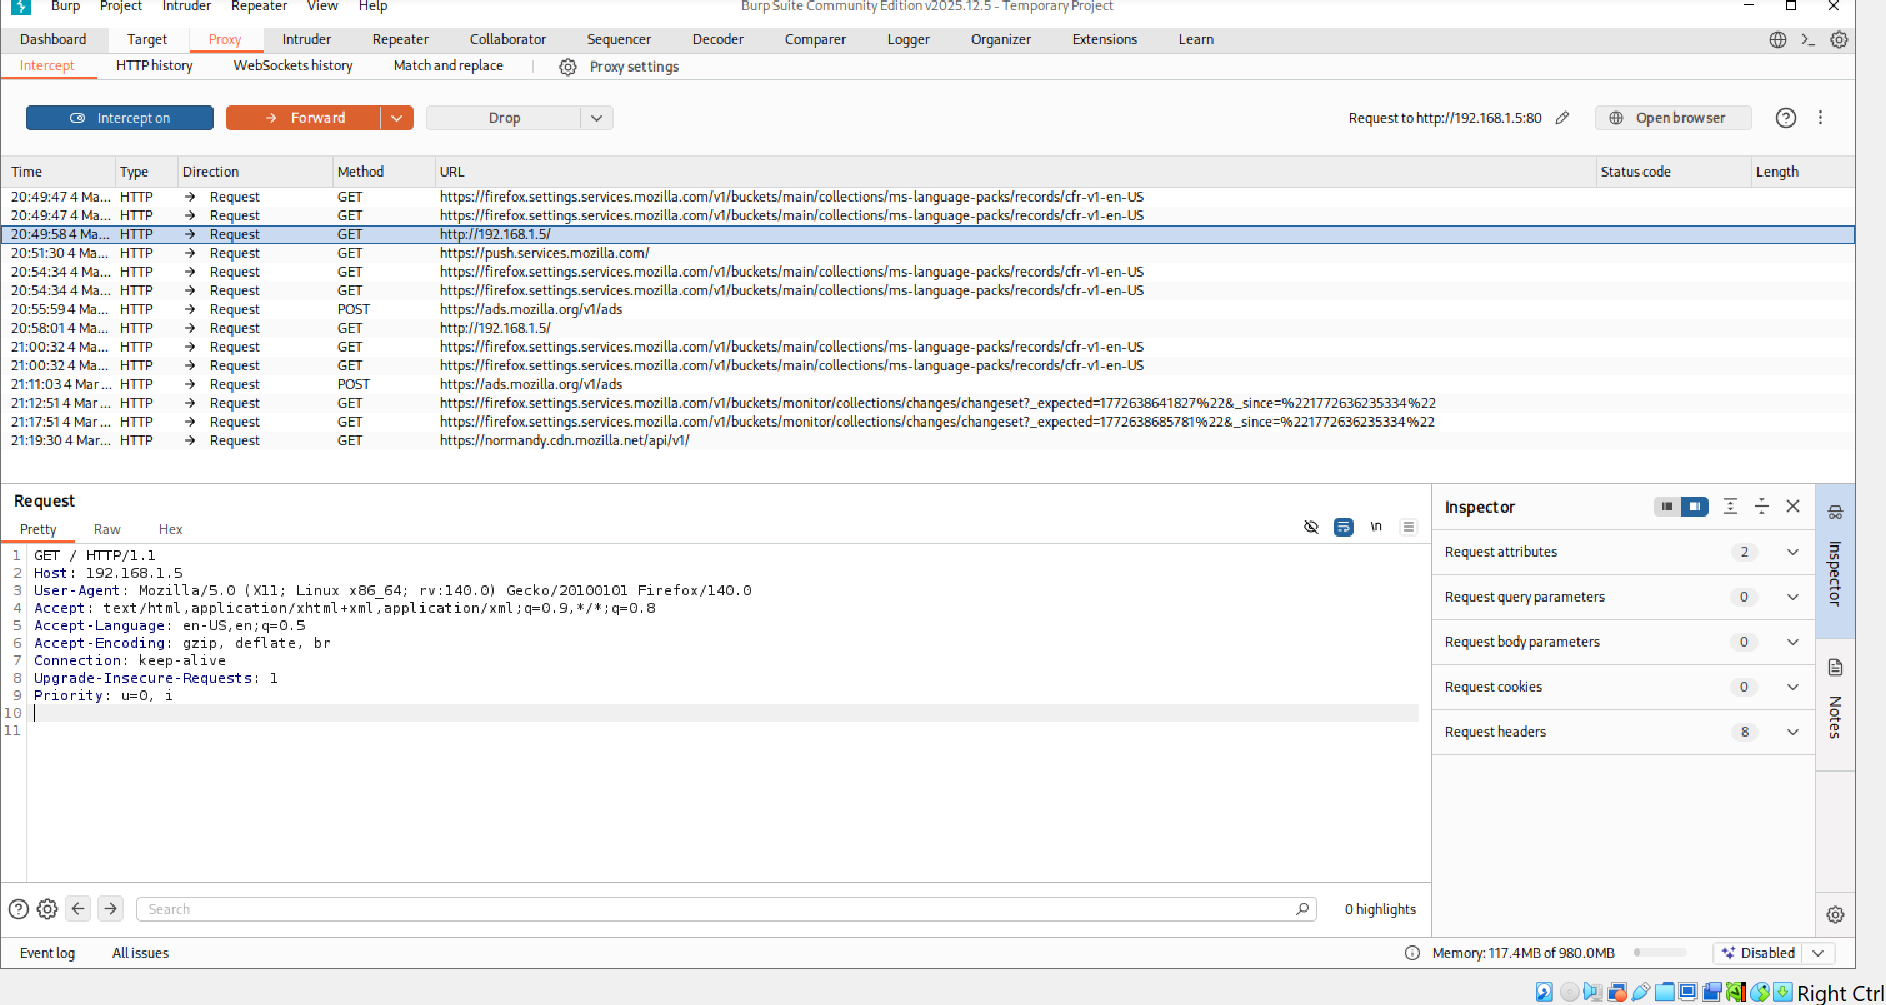 Burp Project Intruder Repeater View Help Burp Suite Community Edition v2025.12.5 - Temporary Project
Dashboard Target Proxy Intruder Repeater Collaborator Sequencer Decoder Comparer Logger Organizer Extensions Learn
Intercept HTTP history WebSockets history Match and replace Proxy settings
Intercept on Forward Drop Request to http://192.168.1.5:80 Open browser
Time Type Direction Method URL Status code Length
20:49:47 4 Ma... HTTP → Request GET https://firefox.settings.services.mozilla.com/v1/buckets/main/collections/ms-language-packs/records/cfr-v1-en-US
20:49:47 4 Ma... HTTP → Request GET https://firefox.settings.services.mozilla.com/v1/buckets/main/collections/ms-language-packs/records/cfr-v1-en-US
20:49:58 4 Ma... HTTP → Request GET http://192.168.1.5/
20:51:30 4 Ma... HTTP → Request GET https://push.services.mozilla.com/
20:54:34 4 Ma... HTTP → Request GET https://firefox.settings.services.mozilla.com/v1/buckets/main/collections/ms-language-packs/records/cfr-v1-en-US
20:54:34 4 Ma... HTTP → Request GET https://firefox.settings.services.mozilla.com/v1/buckets/main/collections/ms-language-packs/records/cfr-v1-en-US
20:55:59 4 Ma... HTTP → Request POST https://ads.mozilla.org/v1/ads
20:58:01 4 Ma... HTTP → Request GET http://192.168.1.5/
21:00:32 4 Ma... HTTP → Request GET https://firefox.settings.services.mozilla.com/v1/buckets/main/collections/ms-language-packs/records/cfr-v1-en-US
21:00:32 4 Ma... HTTP → Request GET https://firefox.settings.services.mozilla.com/v1/buckets/main/collections/ms-language-packs/records/cfr-v1-en-US
21:11:03 4 Mar ... HTTP → Request POST https://ads.mozilla.org/v1/ads
21:12:51 4 Mar ... HTTP → Request GET https://firefox.settings.services.mozilla.com/v1/buckets/monitor/collections/changes/changeset?_expected=1772638641827%22&_since=%221772636235334%22
21:17:51 4 Mar ... HTTP → Request GET https://firefox.settings.services.mozilla.com/v1/buckets/monitor/collections/changes/changeset?_expected=1772638685781%22&_since=%221772636235334%22
21:19:30 4 Mar... HTTP → Request GET https://normandy.cdn.mozilla.net/api/v1/
Request
Pretty Raw Hex \n
1 GET / HTTP/1.1
2 Host: 192.168.1.5
3 User-Agent: Mozilla/5.0 (X11; Linux x86_64; rv:140.0) Gecko/20100101 Firefox/140.0
4 Accept: text/html,application/xhtml+xml,application/xml;q=0.9,*/*;q=0.8
5 Accept-Language: en-US,en;q=0.5
6 Accept-Encoding: gzip, deflate, br
7 Connection: keep-alive
8 Upgrade-Insecure-Requests: 1
9 Priority: u=0, i
10
11
Inspector
Request attributes 2
Request query parameters 0
Request body parameters 0
Request cookies 0
Request headers 8
Inspector
Notes
Search 0 highlights
Event log All issues Memory: 117.4MB of 980.0MB Disabled
Right Ctrl